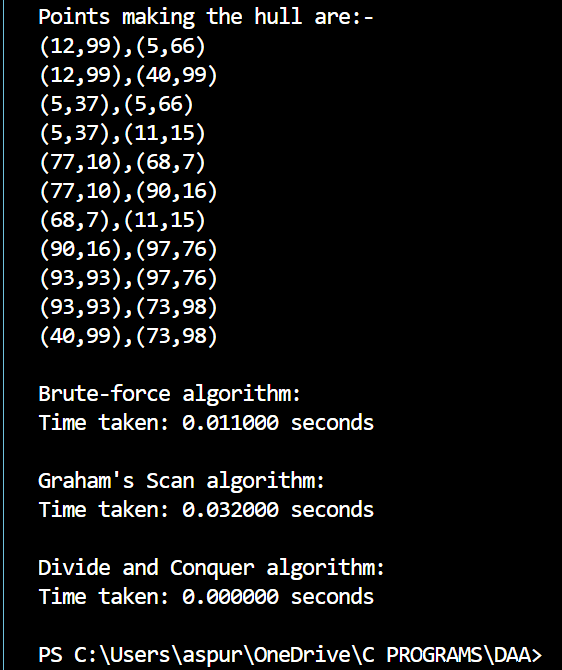 Points making the hull are:-
(12,99),(5,66)
(12,99),(40,99)
(5,37),(5,66)
(5,37),(11,15)
(77,10),(68,7)
(77,10),(90,16)
(68,7),(11,15)
(90,16),(97,76)
(93,93),(97,76)
(93,93),(73,98)
(40,99),(73,98)
Brute-force algorithm:
Time taken: 0.011000 seconds
Graham's Scan algorithm:
Time taken: 0.032000 seconds
Divide and Conquer algorithm:
Time taken: 0.000000 seconds
PS C:\Users\aspur\OneDrive\C PROGRAMS\DAA>